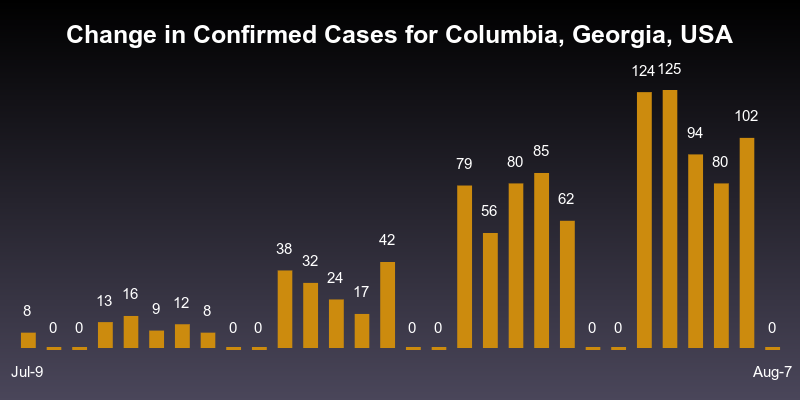 Change in Confirmed Cases for Columbia, Georgia, USA
8 0 0 13 16 9 12 8 0 0 38 32 24 17 42 0 0 79 56 80 85 62 0 0 124 125 94 80 102 0
Jul-9 Aug-7